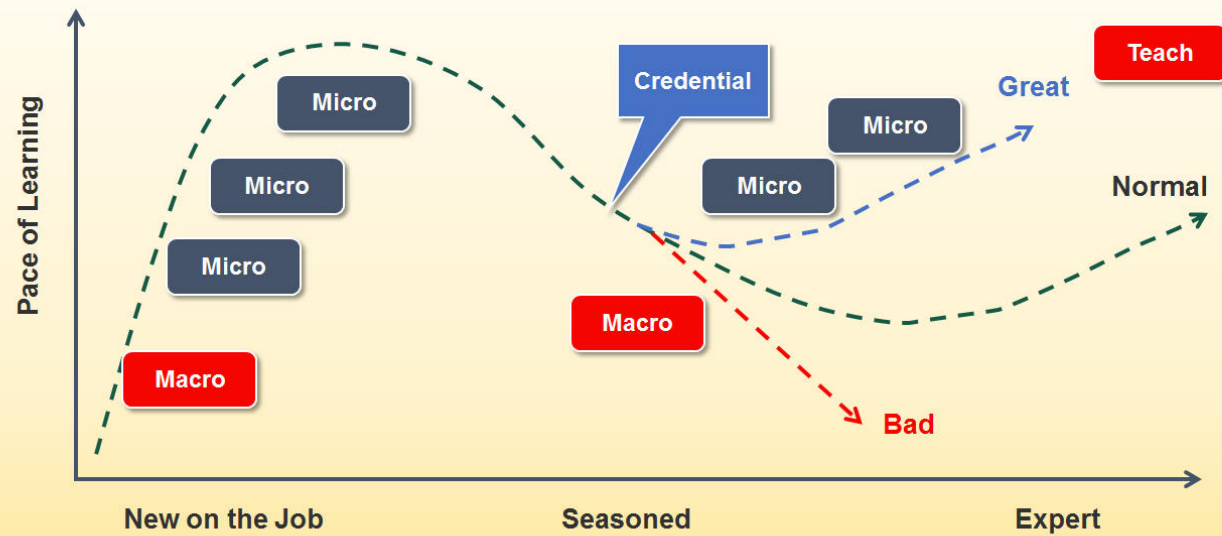 Teach
Credential
Great
Micro
Micro
Micro
Micro
Normal
Pace of Learning
Micro
Macro
Macro
Bad
New on the Job
Seasoned
Expert